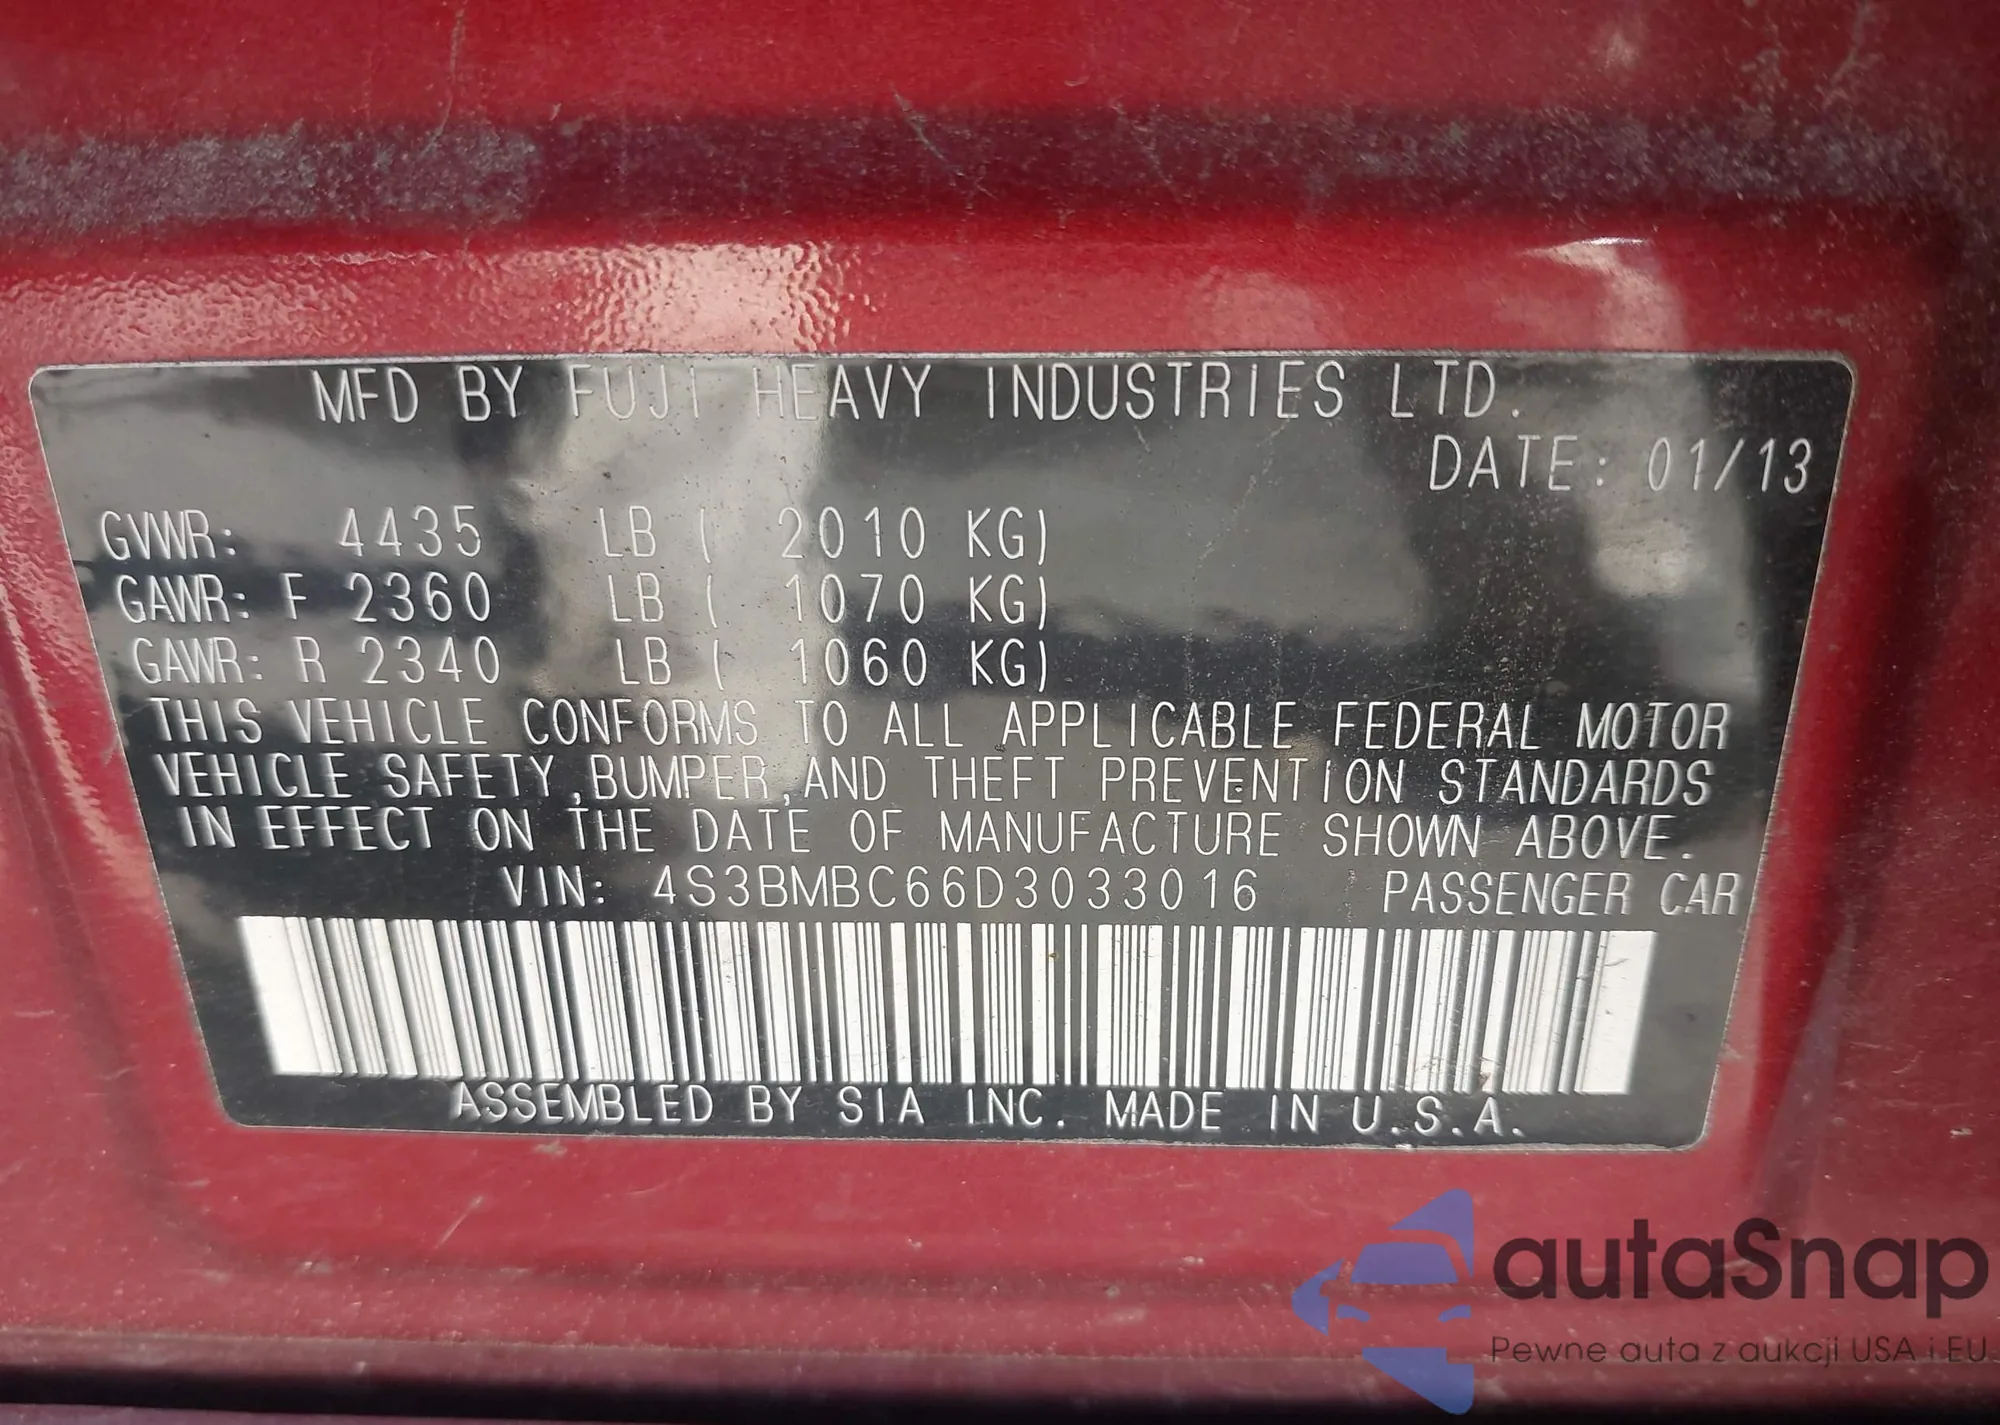 MFD BY FUJI HEAVY INDUSTRIES LTD.
DATE: 01/13
GVWR: 4435 LB ( 2010 KG)
GAWR: F 2360 LB ( 1070 KG)
GAWR: R 2340 LB ( 1060 KG)
THIS VEHICLE CONFORMS TO ALL APPLICABLE FEDERAL MOTOR
VEHICLE SAFETY,BUMPER,AND THEFT PREVENTION STANDARDS
IN EFFECT ON THE DATE OF MANUFACTURE SHOWN ABOVE.
VIN: 4S3BMBC66D3033016 PASSENGER CAR
ASSEMBLED BY SIA INC. MADE IN U.S.A.
autaSnap
Pewne auta z aukcji USA i EU